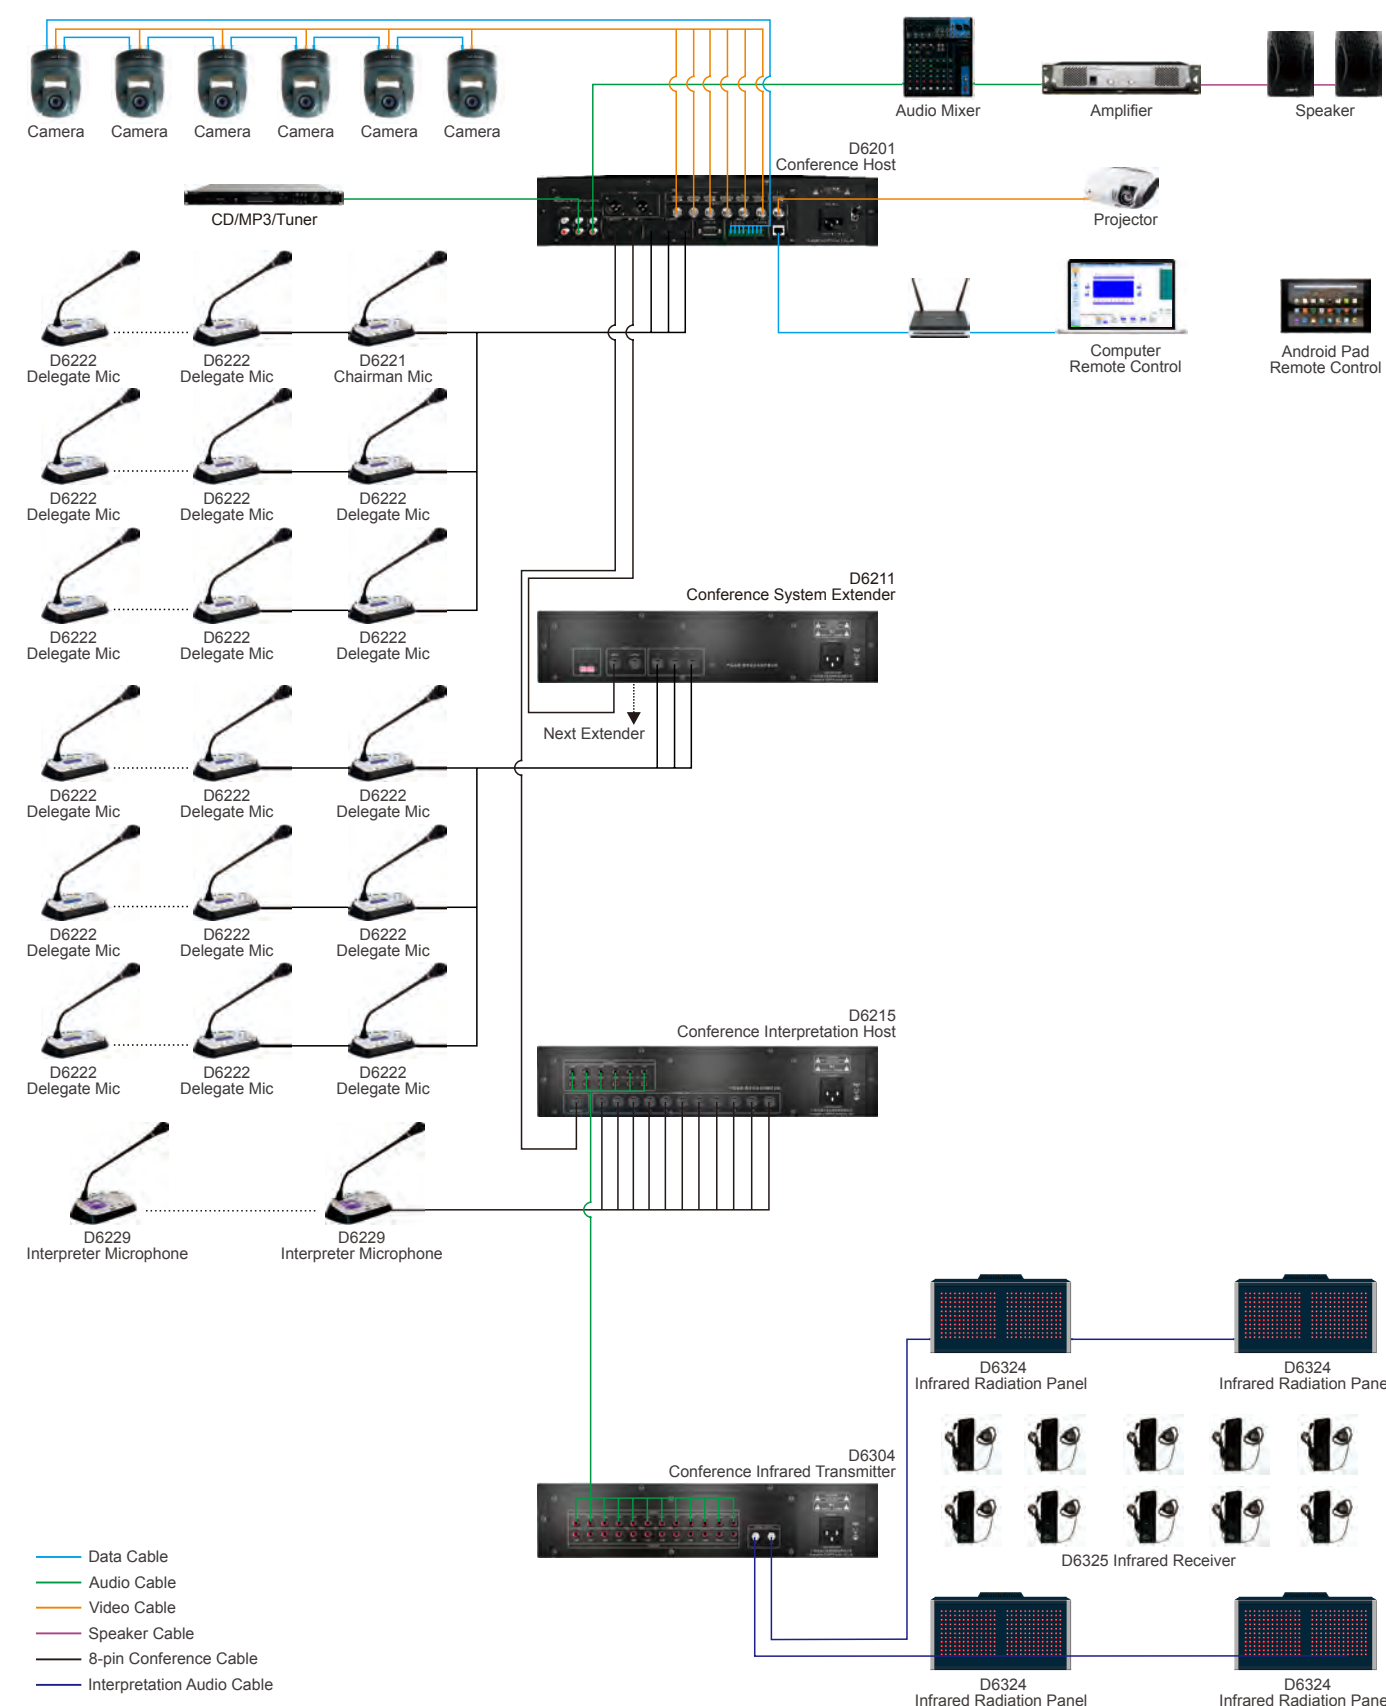 Camera
Camera
Camera
Camera
Camera
Camera
Audio Mixer
Amplifier
Speaker
D6201
Conference Host
CD/MP3/Tuner
Projector
D6222
Delegate Mic
D6222
Delegate Mic
D6221
Chairman Mic
Computer
Remote Control
Android Pad
Remote Control
D6222
Delegate Mic
D6222
Delegate Mic
D6222
Delegate Mic
D6222
Delegate Mic
D6222
Delegate Mic
D6222
Delegate Mic
D6211
Conference System Extender
Next Extender
D6222
Delegate Mic
D6222
Delegate Mic
D6222
Delegate Mic
D6222
Delegate Mic
D6222
Delegate Mic
D6222
Delegate Mic
D6215
Conference Interpretation Host
D6222
Delegate Mic
D6222
Delegate Mic
D6222
Delegate Mic
D6229
Interpreter Microphone
D6229
Interpreter Microphone
D6324
Infrared Radiation Panel
D6324
Infrared Radiation Pane
D6304
Conference Infrared Transmitter
D6325 Infrared Receiver
Data Cable
Audio Cable
Video Cable
Speaker Cable
8-pin Conference Cable
Interpretation Audio Cable
D6324
Infrared Radiation Panel
D6324
Infrared Radiation Pane